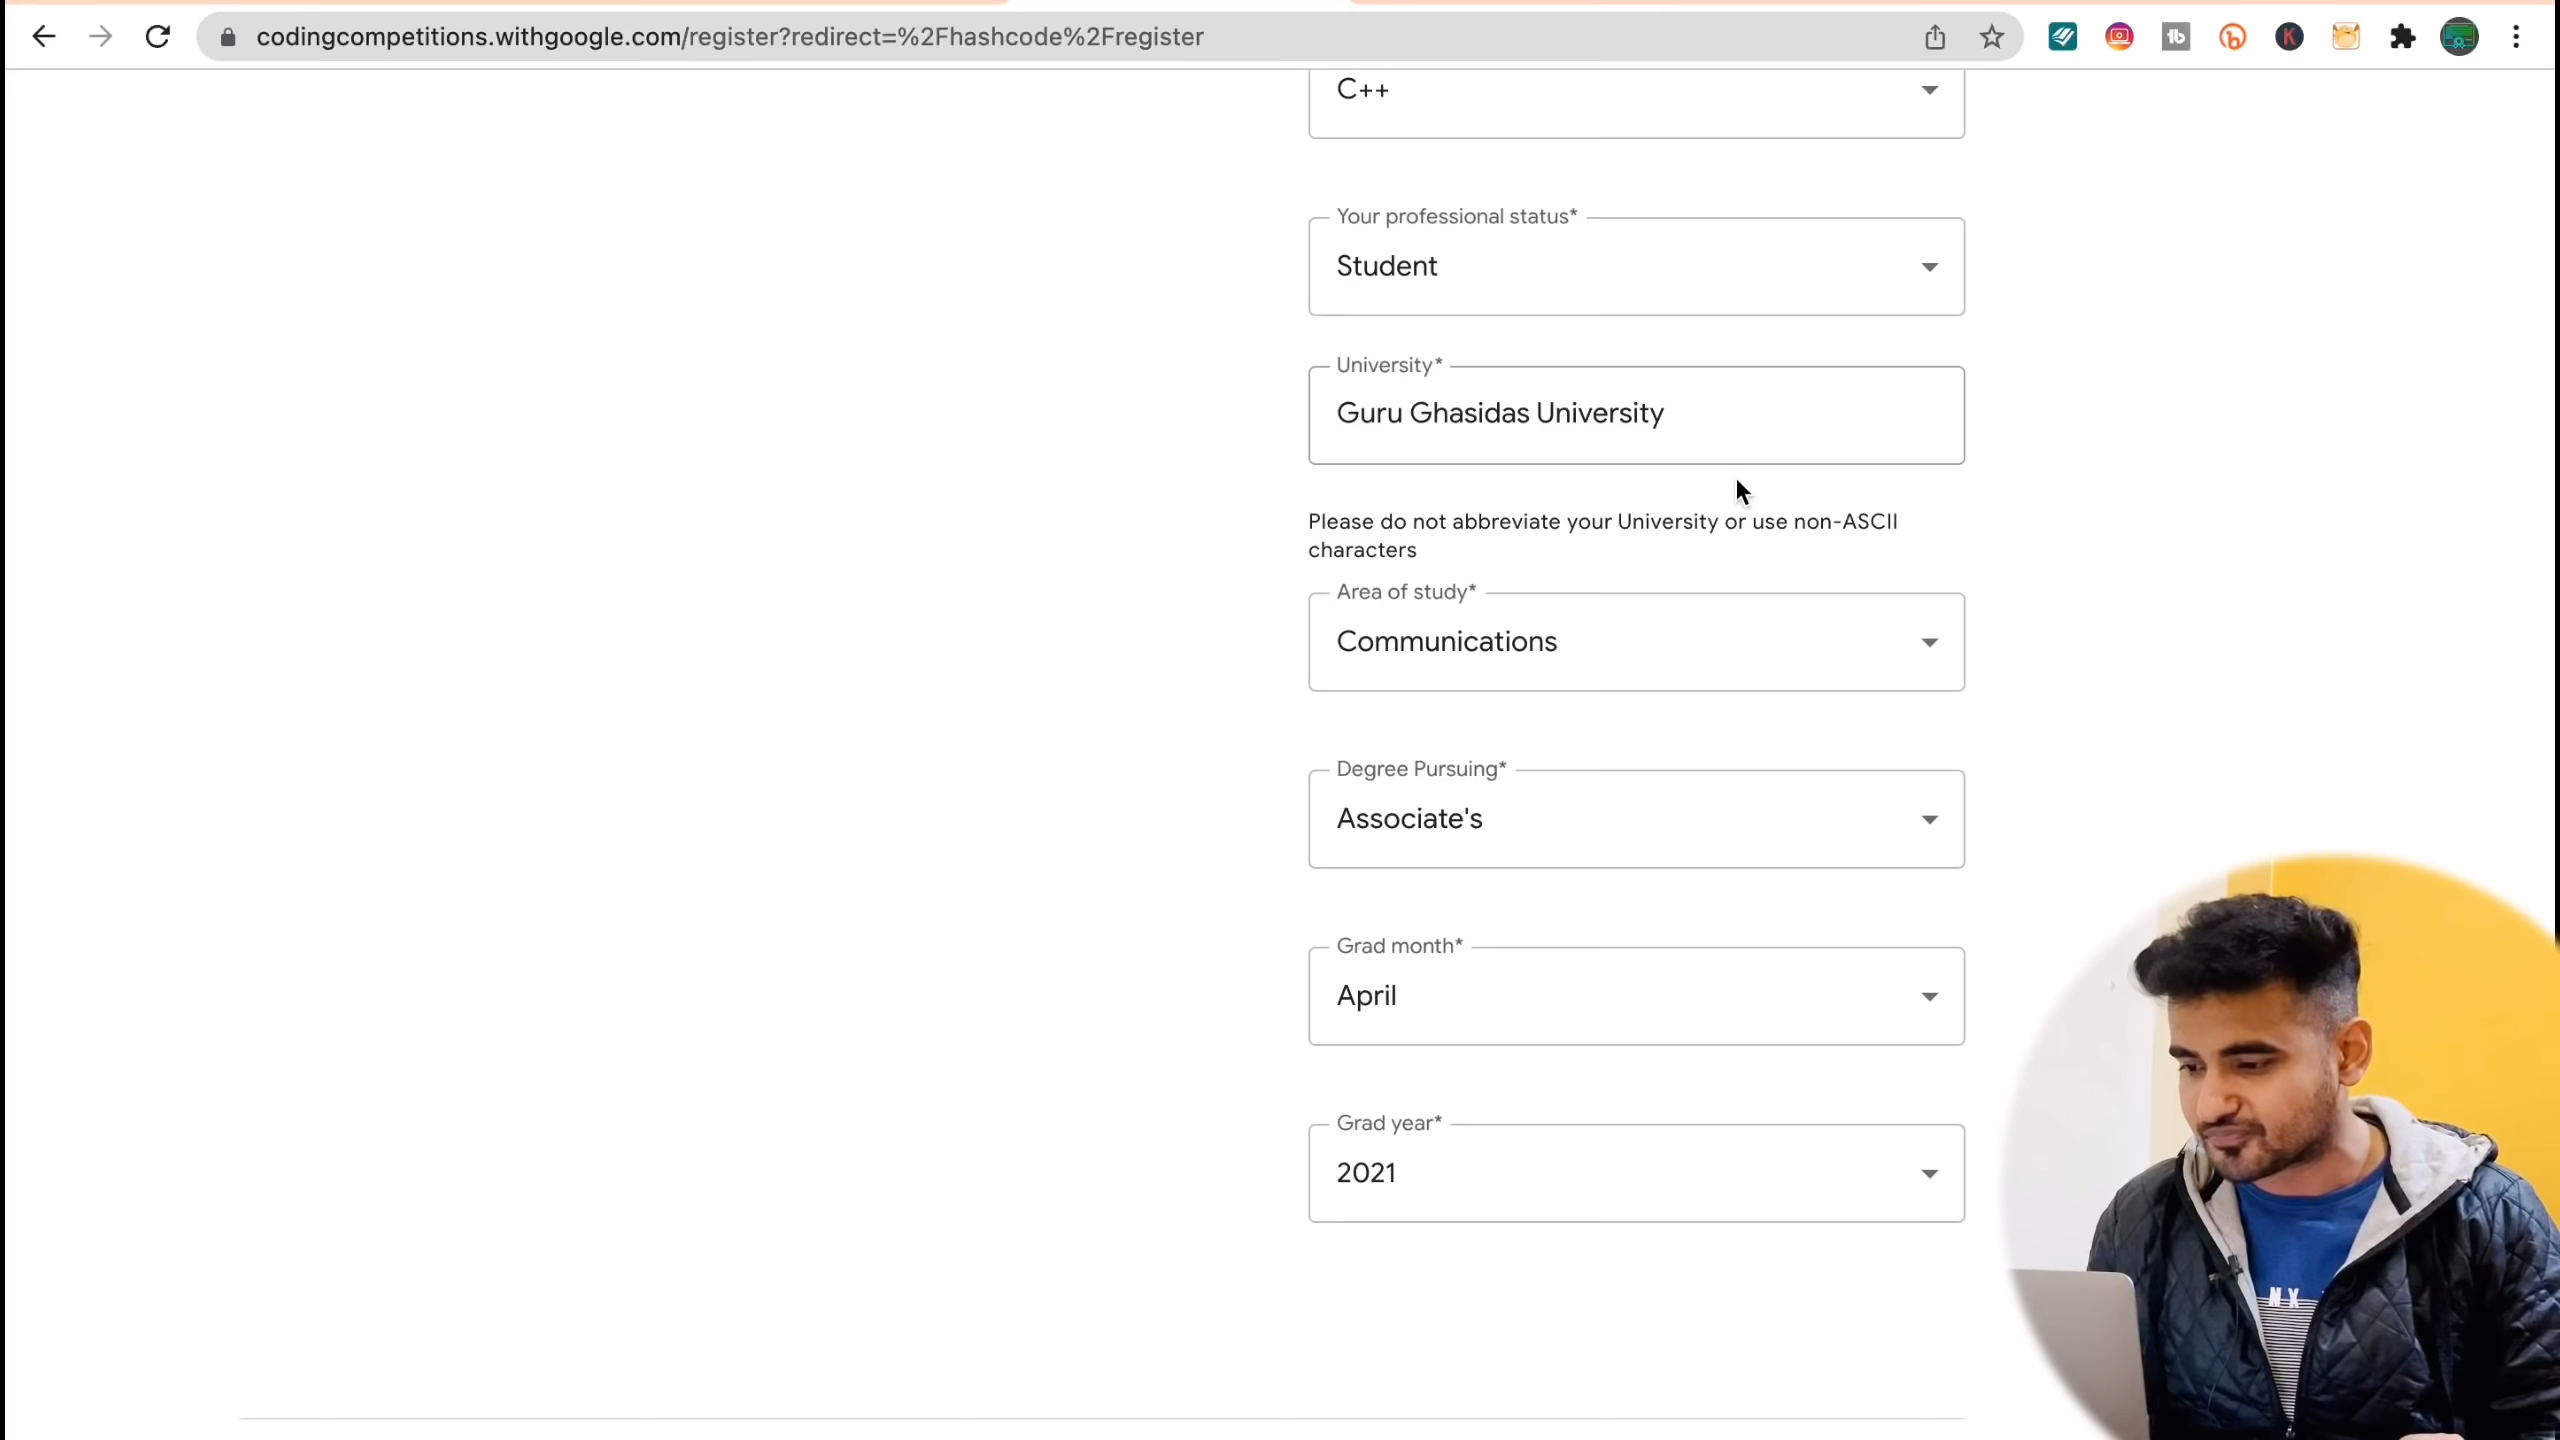 codingcompetitions.withgoogle.com/register?redirect=%2Fhashcode%2Fregister
tb
K
C++
Your professional status*
Student
University*
Guru Ghasidas University
Please do not abbreviate your University or use non-ASCII
characters
Area of study*
Communications
Degree Pursuing*
Associate's
Grad month*
April
Grad year*
2021
NX